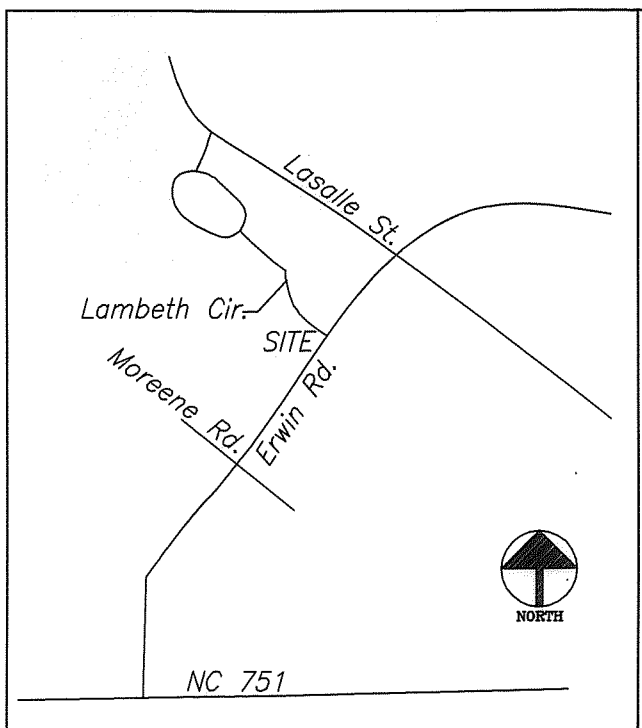 Lasalle St.
Lambeth Cir.
SITE
Moreene Rd.
Erwin Rd.
NORTH
NC 751